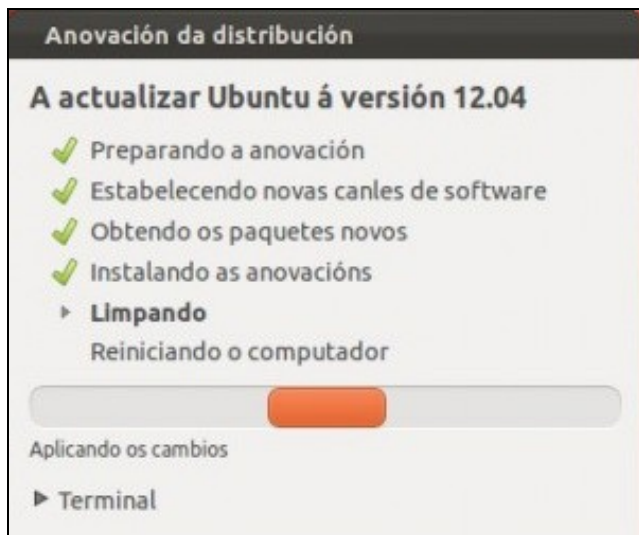 Anovación da distribución
A actualizar Ubuntu á versión 12.04
Preparando a anovación
Estabelecendo novas canles de software
Obtendo os paquetes novos
Instalando as anovacións
Limpando
Reiniciando o computador
Aplicando os cambios
Terminal